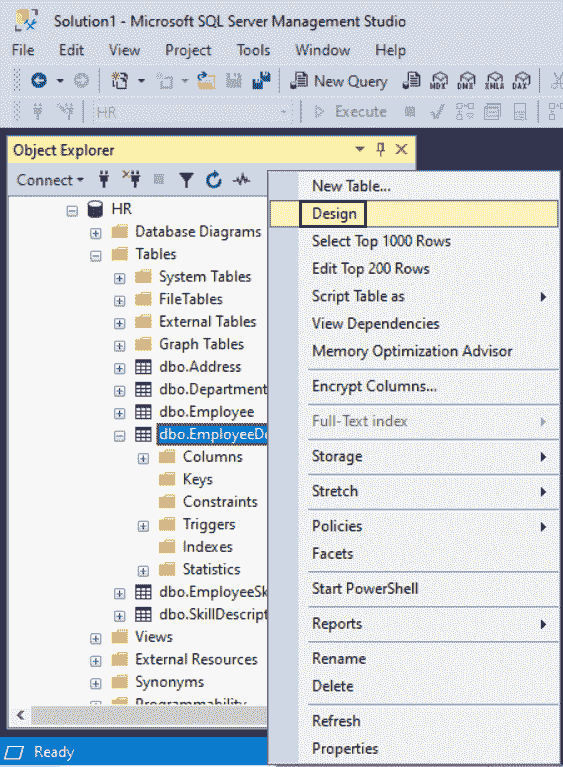 Solution1 - Microsoft SQL Server Management Studio
File Edit View Project Tools Window Help
New Query MDX DMX XMLA DAX
HR Execute
Object Explorer
Connect
HR
Database Diagrams
Tables
System Tables
FileTables
External Tables
Graph Tables
dbo.Address
dbo.Department
dbo.Employee
dbo.EmployeeDe
Columns
Keys
Constraints
Triggers
Indexes
Statistics
dbo.EmployeeSk
dbo.SkillDescript
Views
External Resources
Synonyms
Programmability
New Table...
Design
Select Top 1000 Rows
Edit Top 200 Rows
Script Table as
View Dependencies
Memory Optimization Advisor
Encrypt Columns...
Full-Text index
Storage
Stretch
Policies
Facets
Start PowerShell
Reports
Rename
Delete
Refresh
Properties
Ready